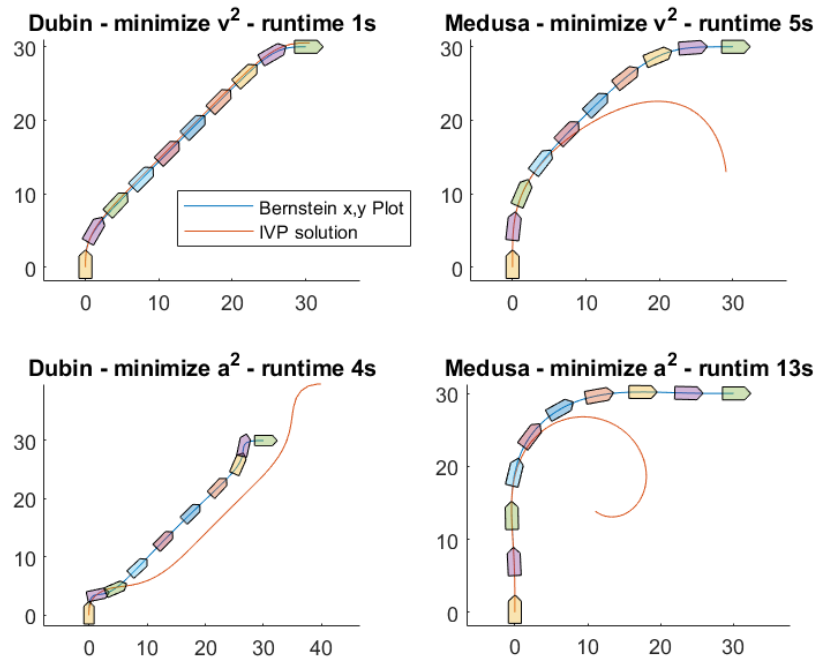 Dubin - minimize v² - runtime 1s
30
20
10
0
0 10 20 30
Bernstein x,y Plot
IVP solution
Medusa - minimize v² - runtime 5s
30
20
10
0
0 10 20 30
Dubin - minimize a² - runtime 4s
30
20
10
0
0 10 20 30 40
Medusa - minimize a² - runtim 13s
30
20
10
0
0 10 20 30